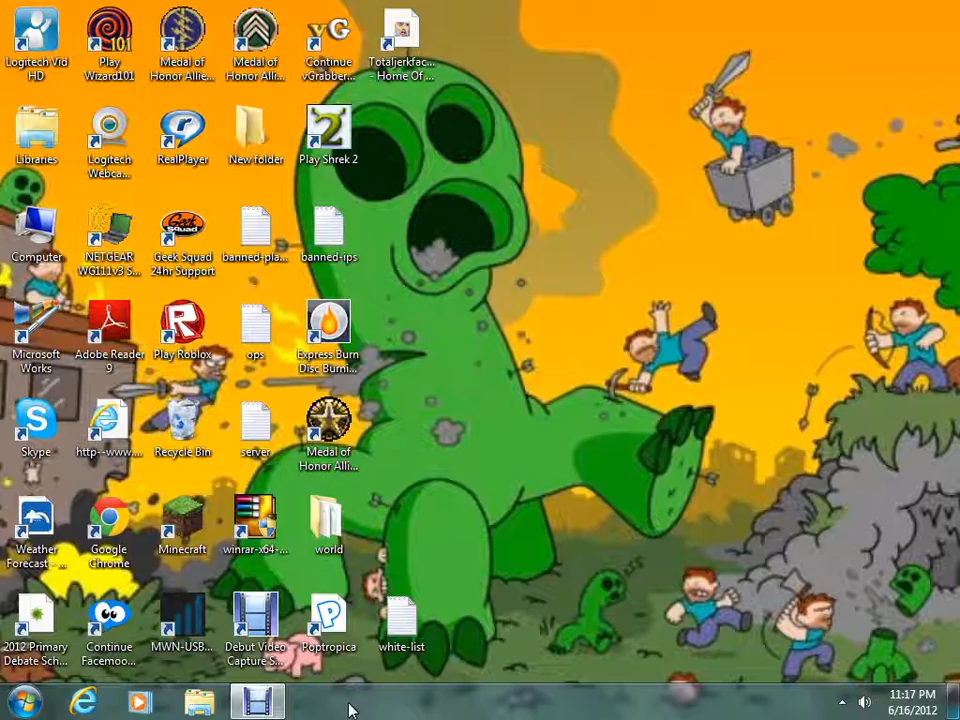 Logitech Vid
HD
Play
Wizard101
Medal of
Honor Allie...
Medal of
Honor Alli...
vG
Continue
vGrabber...
Totaljerkfac...
- Home Of ...
Libraries
Logitech
Webca...
RealPlayer
New folder
Play Shrek 2
Computer
NETGEAR
WG111v3 S...
Geek Squad
Geek Squad
24hr Support
banned-pla...
banned-ips
Microsoft
Works
Adobe Reader
9
Play Roblox
ops
Express Burn
Disc Burni...
Skype
http--www....
Recycle Bin
server
Medal of
Honor Alli...
Weather
Forecast - ...
Google
Chrome
Minecraft
winrar-x64-...
world
2012 Primary
Debate Sch...
Continue
Facemoo...
MWN-USB...
Debut Video
Capture S...
Poptropica
white-list
11:17 PM
6/16/2012